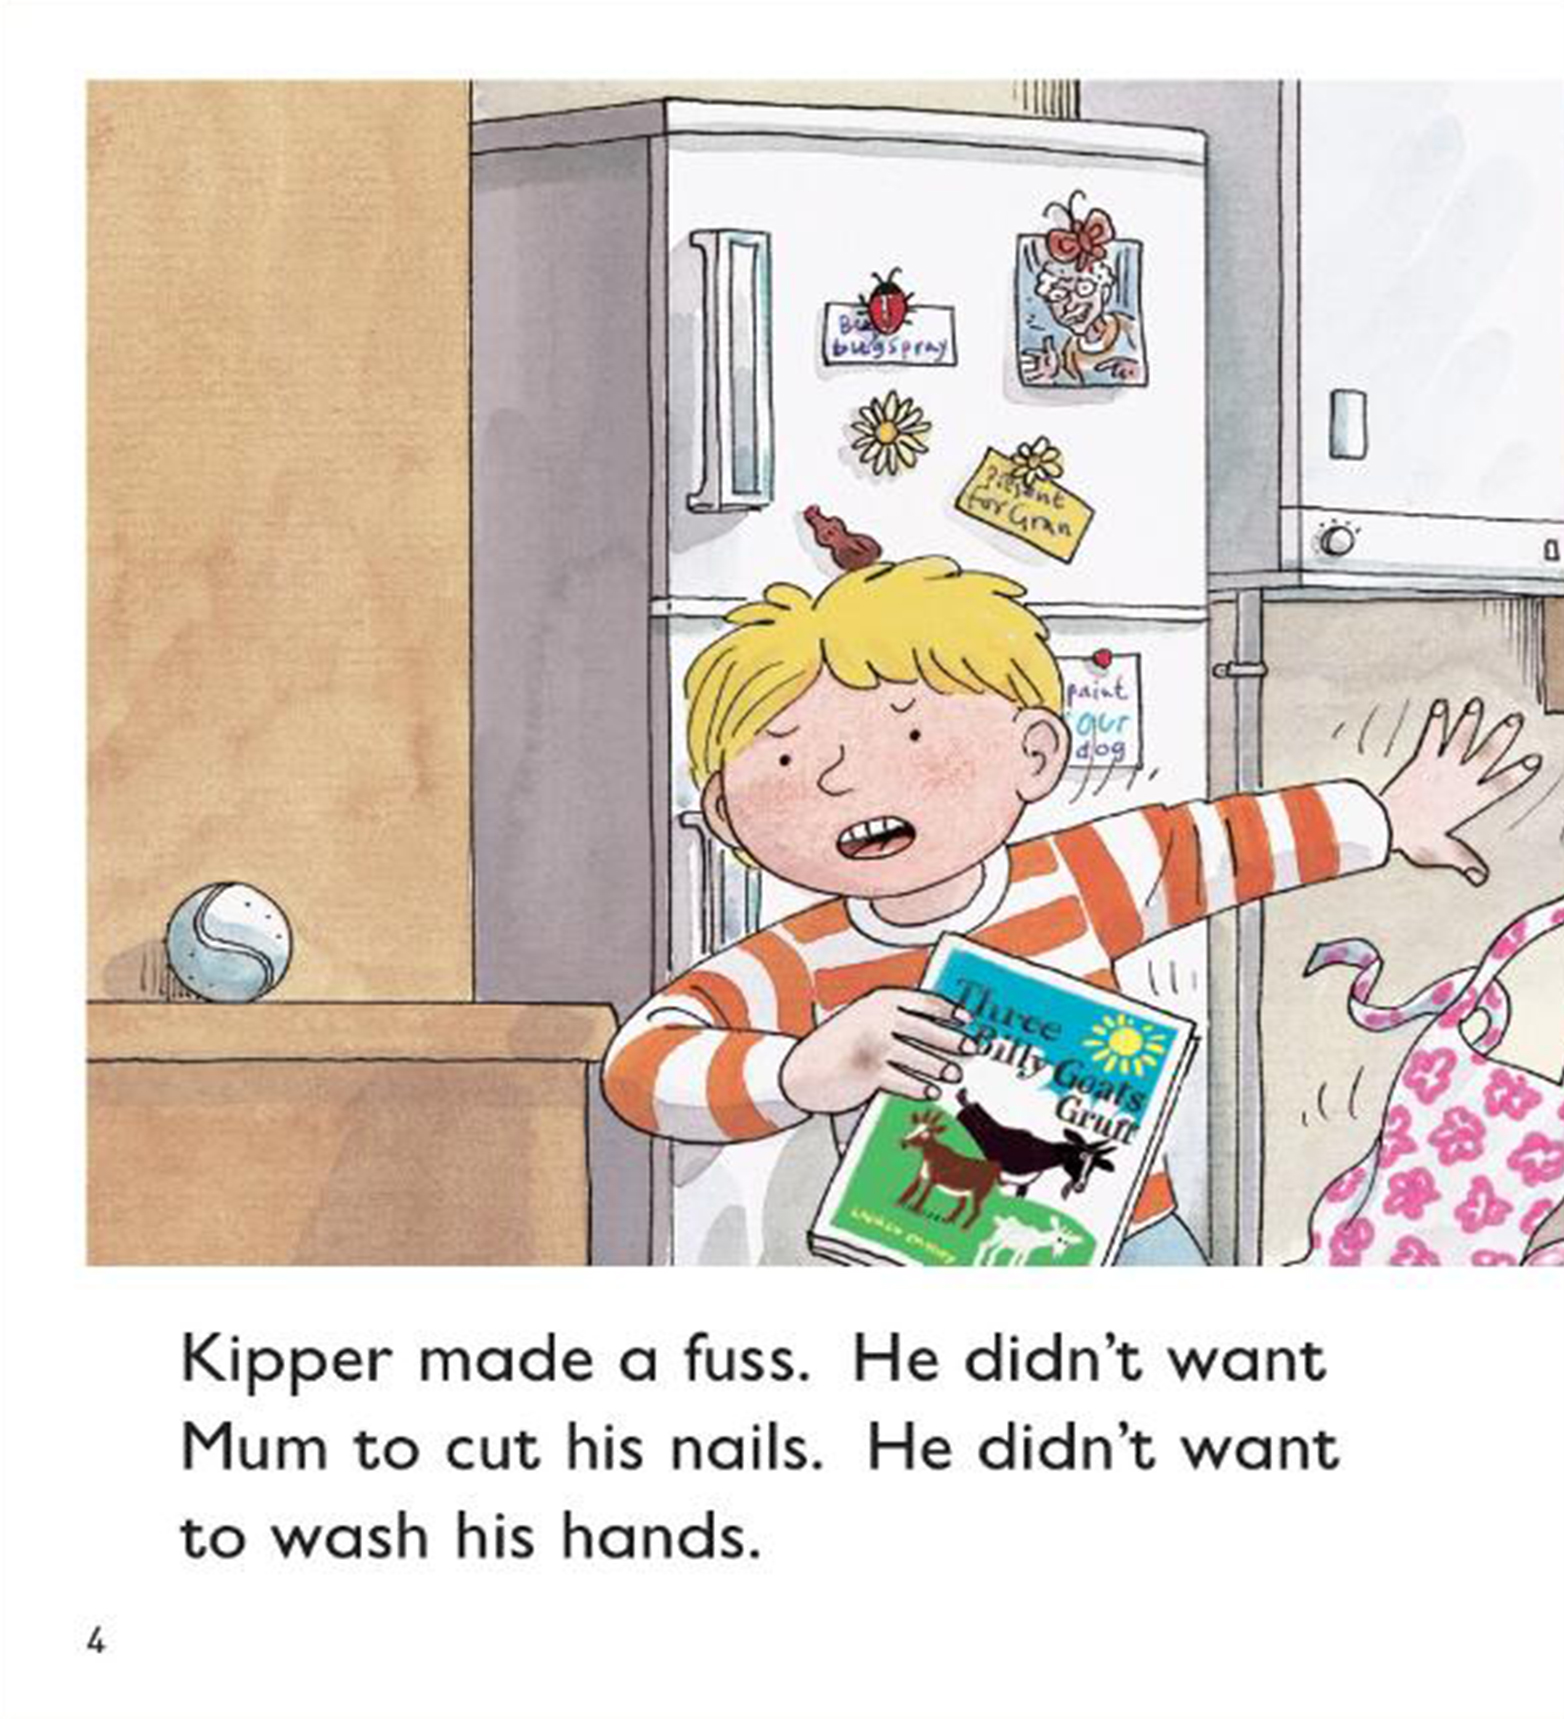 bugspray
Present
for Gran
paint
our
dog
Three
Billy Goats
Gruff
Kipper made a fuss. He didn't want
Mum to cut his nails. He didn't want
to wash his hands.
4